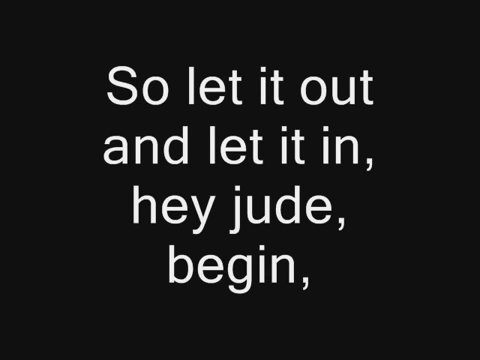 So let it out
and let it in,
hey jude,
begin,